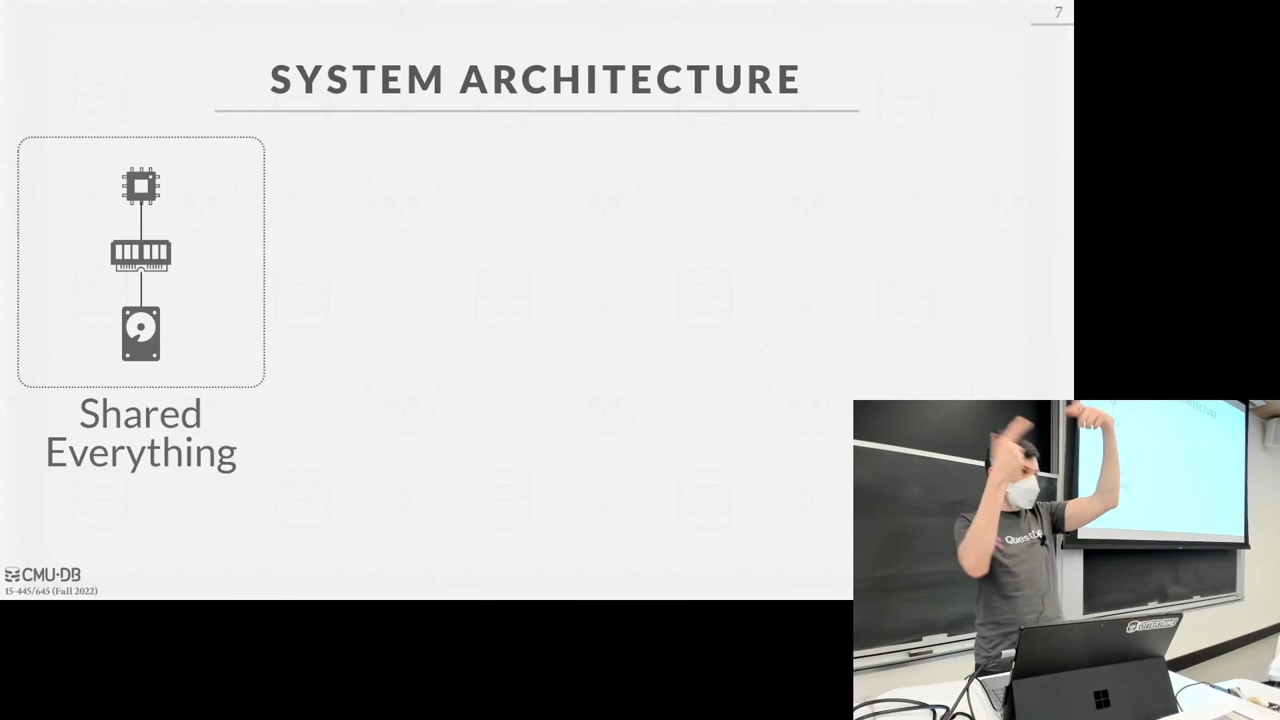 7
SYSTEM ARCHITECTURE
Shared
Everything
CMU·DB
15-445/645 (Fall 2022)
QuestDB